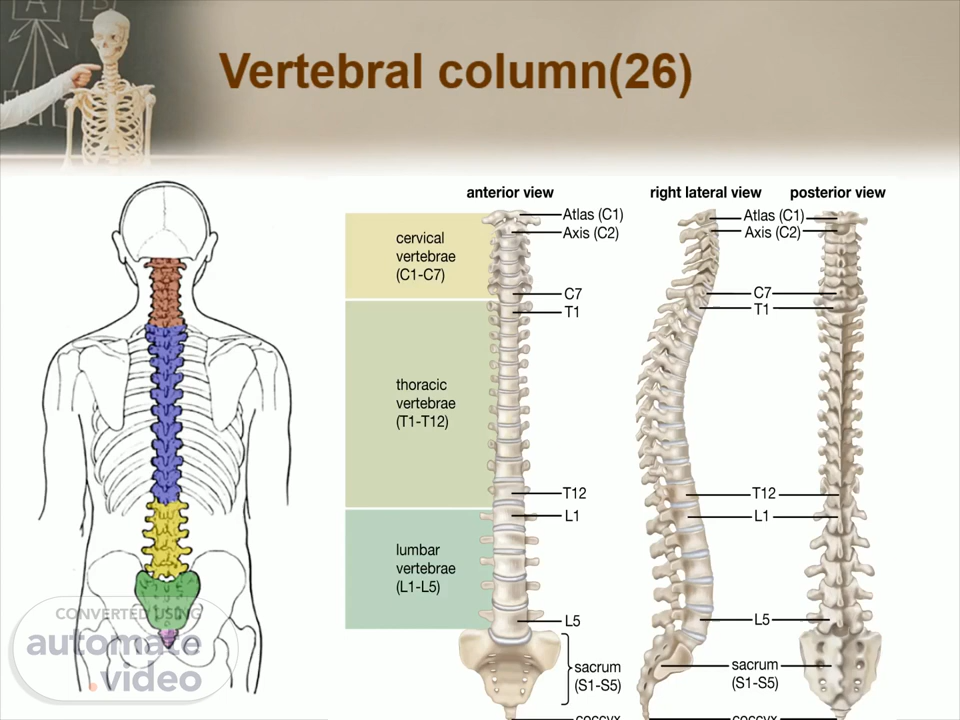 Vertebral column(26)
anterior view
right lateral view
posterior view
cervical
vertebrae
(C1-C7)
thoracic
vertebrae
(T1-T12)
lumbar
vertebrae
(L1-L5)
Atlas (C1)
Axis (C2)
C7
T1
T12
L1
L5
sacrum
(S1-S5)
coccyx
Atlas (C1)
Axis (C2)
C7
T1
T12
L1
L5
sacrum
(S1-S5)
coccyx
A
B
CONVERTED USING
automate
.video